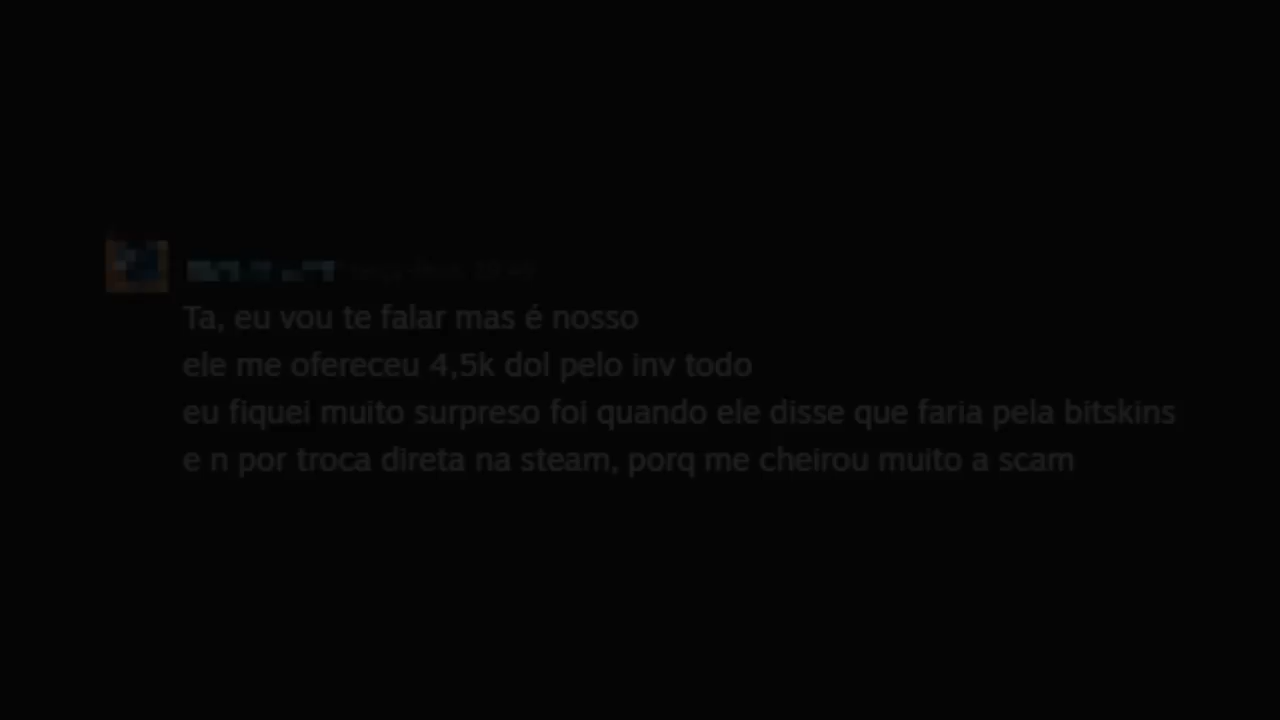 Ta, eu vou te falar mas é nosso
ele me ofereceu 4,5k dol pelo inv todo
eu fiquei muito surpreso foi quando ele disse que faria pela bitskins
e n por troca direta na steam, porq me cheirou muito a scam